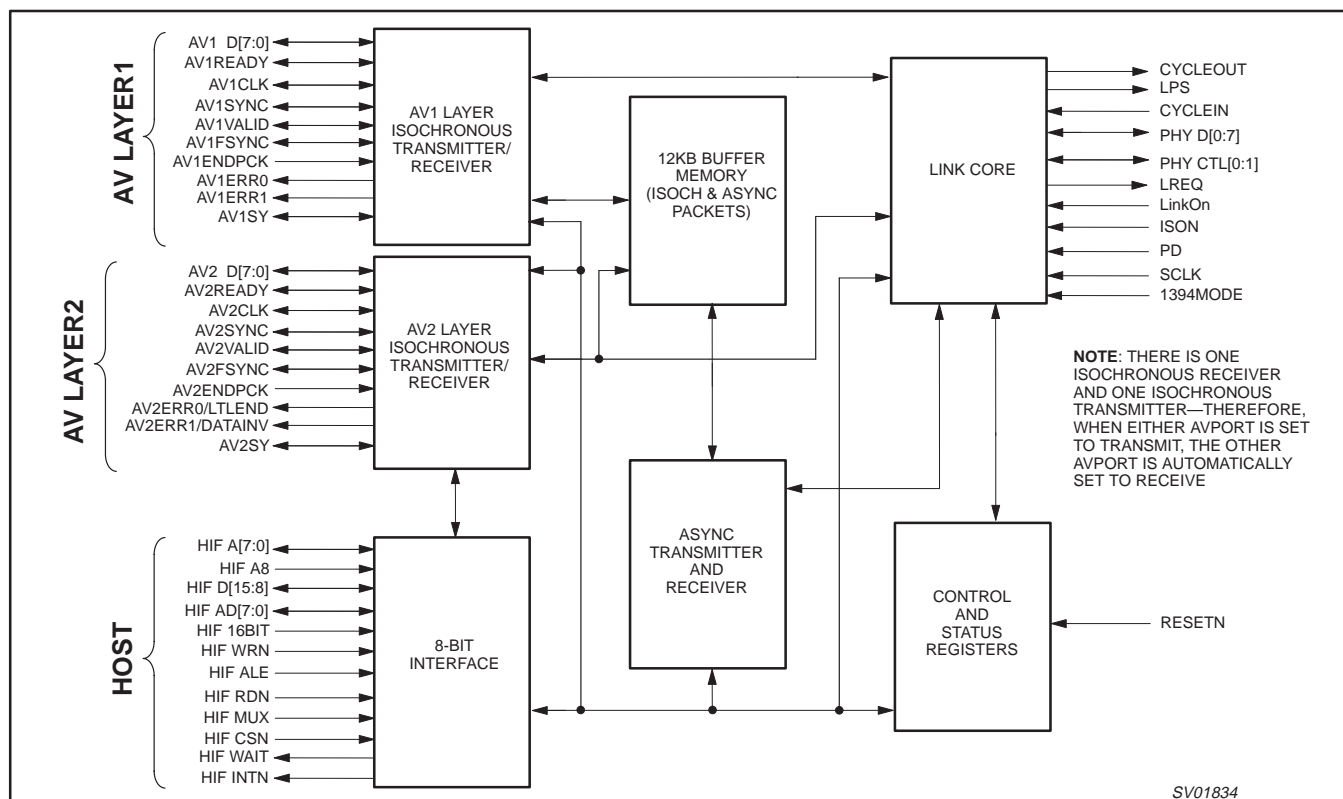 AV LAYER1
AV1 D[7:0]
AV1READY
AV1CLK
AV1SYNC
AV1VALID
AV1FSYNC
AV1ENDPCK
AV1ERR0
AV1ERR1
AV1SY
AV1 LAYER
ISOCHRONOUS
TRANSMITTER/
RECEIVER
AV LAYER2
AV2 D[7:0]
AV2READY
AV2CLK
AV2SYNC
AV2VALID
AV2FSYNC
AV2ENDPCK
AV2ERR0/LTLEND
AV2ERR1/DATAINV
AV2SY
AV2 LAYER
ISOCHRONOUS
TRANSMITTER/
RECEIVER
HOST
HIF A[7:0]
HIF A8
HIF D[15:8]
HIF AD[7:0]
HIF 16BIT
HIF WRN
HIF ALE
HIF RDN
HIF MUX
HIF CSN
HIF WAIT
HIF INTN
8-BIT
INTERFACE
12KB BUFFER
MEMORY
(ISOCH & ASYNC
PACKETS)
ASYNC
TRANSMITTER
AND
RECEIVER
LINK CORE
CYCLEOUT
LPS
CYCLEIN
PHY D[0:7]
PHY CTL[0:1]
LREQ
LinkOn
ISON
PD
SCLK
1394MODE
NOTE: THERE IS ONE
ISOCHRONOUS RECEIVER
AND ONE ISOCHRONOUS
TRANSMITTER—THEREFORE,
WHEN EITHER AVPORT IS SET
TO TRANSMIT, THE OTHER
AVPORT IS AUTOMATICALLY
SET TO RECEIVE
CONTROL
AND
STATUS
REGISTERS
RESETN
SV01834